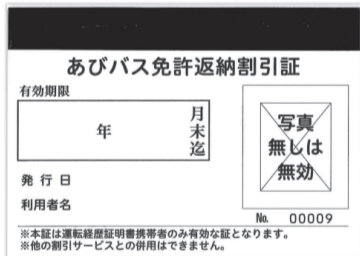 あびバス免許返納割引証
有効期限
年
月末迄
写真
無しは
無効
発行日
利用者名
No. 00009
※本証は運転経歴証明書携帯者のみ有効な証となります。
※他の割引サービスとの併用はできません。